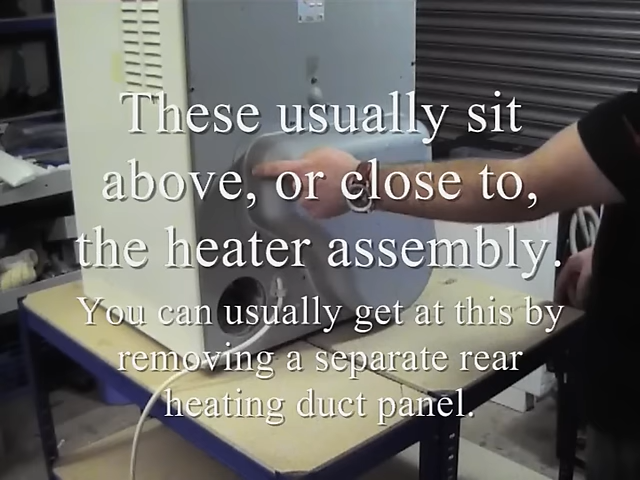 These usually sit
above, or close to,
the heater assembly.
You can usually get at this by
removing a separate rear
heating duct panel.